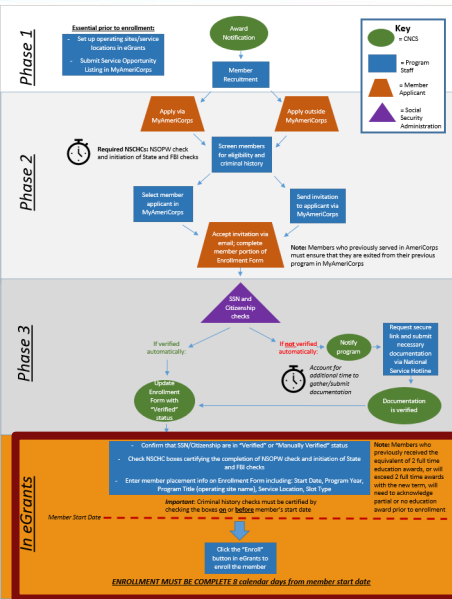 Phase 1
Essential prior to enrollment:
- Set up operating sites/service
locations in eGrants
- Submit Service Opportunity
Listing in MyAmeriCorps
Award
Notification
Member
Recruitment
Key
= CNCS
= Program
Staff
= Member
Applicant
= Social
Security
Administration
Phase 2
Apply via
MyAmeriCorps
Apply outside
MyAmeriCorps
Required NSCHCs: NSOPW check
and initiation of State and FBI checks
Screen members
for eligibility and
criminal history
Select member
applicant in
MyAmeriCorps
Send invitation
to applicant via
MyAmeriCorps
Accept invitation via
email; complete
member portion of
Enrollment Form
Note: Members who previously served in AmeriCorps
must ensure that they are exited from their previous
program in MyAmeriCorps
Phase 3
SSN and
Citizenship
checks
If verified
automatically:
If not verified
automatically:
Notify
program
Request secure
link and submit
necessary
documentation
via National
Service Hotline
Account for
additional time to
gather/submit
documentation
Update
Enrollment
Form with
"Verified"
status
Documentation
is verified
In eGrants
- Confirm that SSN/Citizenship are in "Verified" or "Manually Verified" status
- Check NSCHC boxes certifying the completion of NSOPW check and initiation of State
and FBI checks
- Enter member placement info on Enrollment Form including: Start Date, Program Year,
Program Title (operating site name), Service Location, Slot Type
Note: Members who
previously received the
equivalent of 2 full time
education awards, or will
exceed 2 full time awards
with the new term, will
need to acknowledge
partial or no education
award prior to enrollment
Important: Criminal history checks must be certified by
checking the boxes on or before member's start date
Member Start Date
Click the "Enroll"
button in eGrants to
enroll the member
ENROLLMENT MUST BE COMPLETE 8 calendar days from member start date